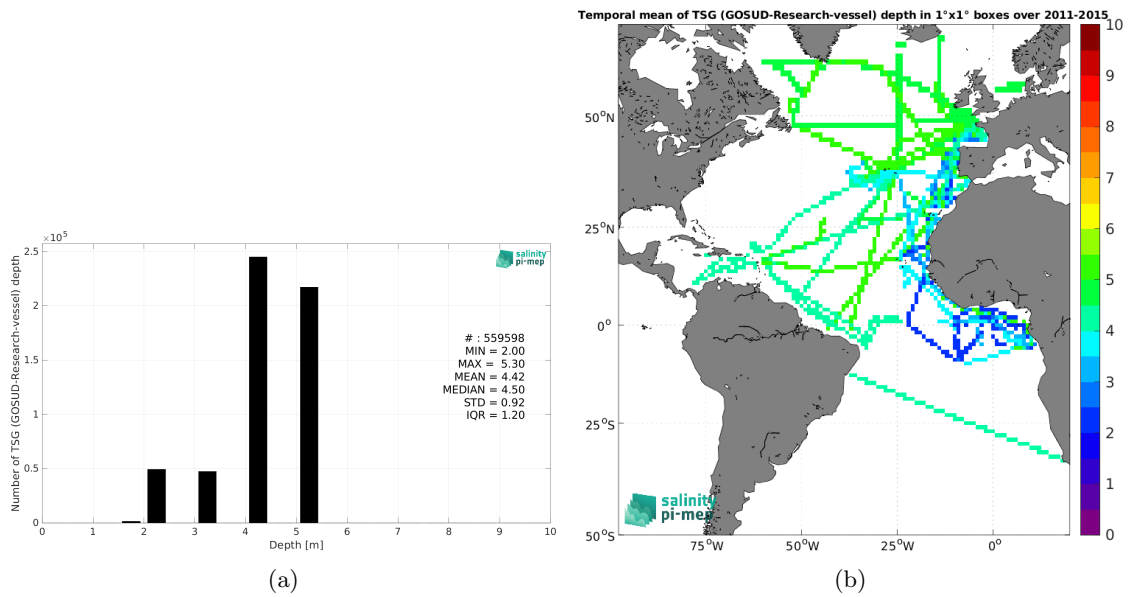 ×10⁵
2.5
2
1.5
1
0.5
0
Number of TSG (GOSUD-Research-vessel) depth
salinity
pi-mep
# : 559598
MIN = 2.00
MAX = 5.30
MEAN = 4.42
MEDIAN = 4.50
STD = 0.92
IQR = 1.20
0 1 2 3 4 5 6 7 8 9 10
Depth [m]
(a)
Temporal mean of TSG (GOSUD-Research-vessel) depth in 1°x1° boxes over 2011-2015
50°N
25°N
0°
25°S
50°S
salinity
pi-mep
75°W 50°W 25°W 0°
10
9
8
7
6
5
4
3
2
1
0
(b)